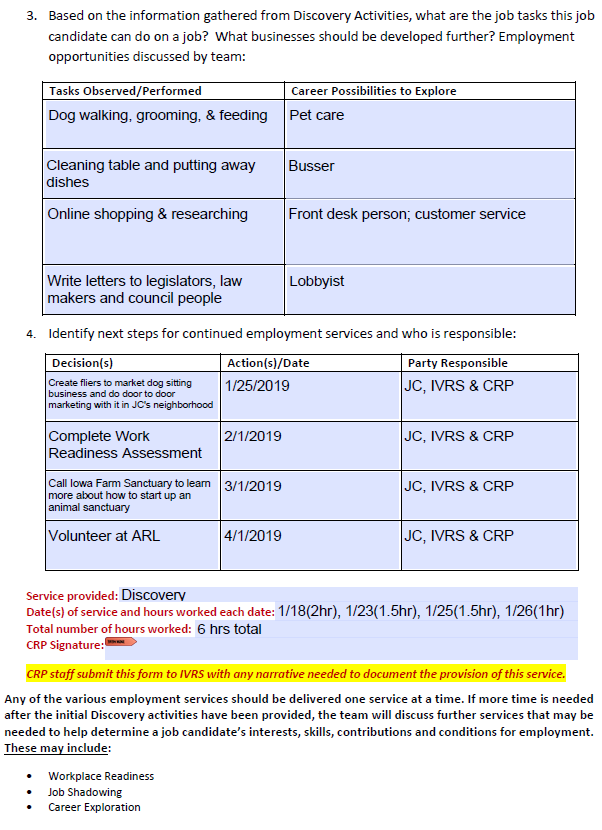 3. Based on the information gathered from Discovery Activities, what are the job tasks this job
candidate can do on a job? What businesses should be developed further? Employment
opportunities discussed by team:
Tasks Observed/Performed Career Possibilities to Explore
Dog walking, grooming, & feeding Pet care
Cleaning table and putting away Busser
dishes
Online shopping & researching Front desk person; customer service
Write letters to legislators, law Lobbyist
makers and council people
4. Identify next steps for continued employment services and who is responsible:
Decision(s) Action(s)/Date Party Responsible
Create fliers to market dog sitting 1/25/2019 JC, IVRS & CRP
business and do door to door
marketing with it in JC's neighborhood
Complete Work 2/1/2019 JC, IVRS & CRP
Readiness Assessment
Call Iowa Farm Sanctuary to learn 3/1/2019 JC, IVRS & CRP
more about how to start up an
animal sanctuary
Volunteer at ARL 4/1/2019 JC, IVRS & CRP
Service provided: Discovery
Date(s) of service and hours worked each date: 1/18(2hr), 1/23(1.5hr), 1/25(1.5hr), 1/26(1hr)
Total number of hours worked: 6 hrs total
CRP Signature:
CRP staff submit this form to IVRS with any narrative needed to document the provision of this service.
Any of the various employment services should be delivered one service at a time. If more time is needed
after the initial Discovery activities have been provided, the team will discuss further services that may be
needed to help determine a job candidate's interests, skills, contributions and conditions for employment.
These may include:
• Workplace Readiness
• Job Shadowing
• Career Exploration